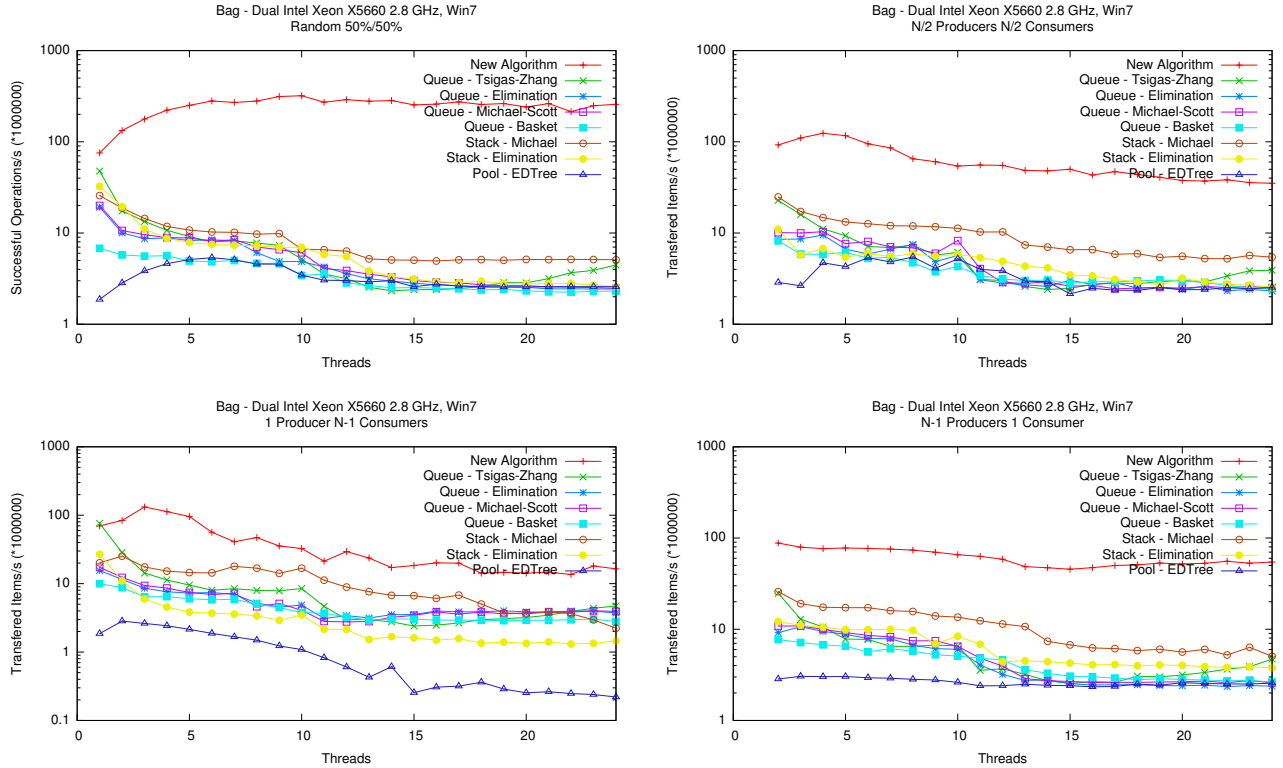 Bag - Dual Intel Xeon X5660 2.8 GHz, Win7
Random 50%/50%
Successful Operations/s (*1000000)
1000
100
10
1
0
5
10
15
20
Threads
New Algorithm
Queue - Tsigas-Zhang
Queue - Elimination
Queue - Michael-Scott
Queue - Basket
Stack - Michael
Stack - Elimination
Pool - EDTree
Bag - Dual Intel Xeon X5660 2.8 GHz, Win7
N/2 Producers N/2 Consumers
Transfered Items/s (*1000000)
1000
100
10
1
0
5
10
15
20
Threads
New Algorithm
Queue - Tsigas-Zhang
Queue - Elimination
Queue - Michael-Scott
Queue - Basket
Stack - Michael
Stack - Elimination
Pool - EDTree
Bag - Dual Intel Xeon X5660 2.8 GHz, Win7
1 Producer N-1 Consumers
Transfered Items/s (*1000000)
1000
100
10
1
0.1
0
5
10
15
20
Threads
New Algorithm
Queue - Tsigas-Zhang
Queue - Elimination
Queue - Michael-Scott
Queue - Basket
Stack - Michael
Stack - Elimination
Pool - EDTree
Bag - Dual Intel Xeon X5660 2.8 GHz, Win7
N-1 Producers 1 Consumer
Transfered Items/s (*1000000)
1000
100
10
1
0
5
10
15
20
Threads
New Algorithm
Queue - Tsigas-Zhang
Queue - Elimination
Queue - Michael-Scott
Queue - Basket
Stack - Michael
Stack - Elimination
Pool - EDTree